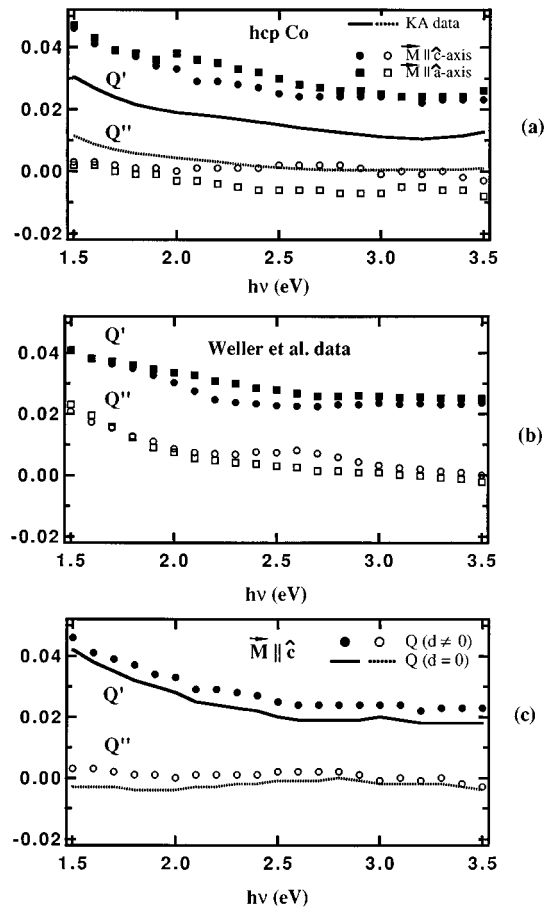 hcp Co
KA data
M || ĉ-axis
M || â-axis
Q'
Q''
0.04
0.02
0.00
-0.02
1.5 2.0 2.5 3.0 3.5
hν (eV)
(a)
Weller et al. data
Q'
Q''
0.04
0.02
0.00
-0.02
1.5 2.0 2.5 3.0 3.5
hν (eV)
(b)
M || ĉ
Q (d ≠ 0)
Q (d = 0)
Q'
Q''
0.04
0.02
0.00
-0.02
1.5 2.0 2.5 3.0 3.5
hν (eV)
(c)